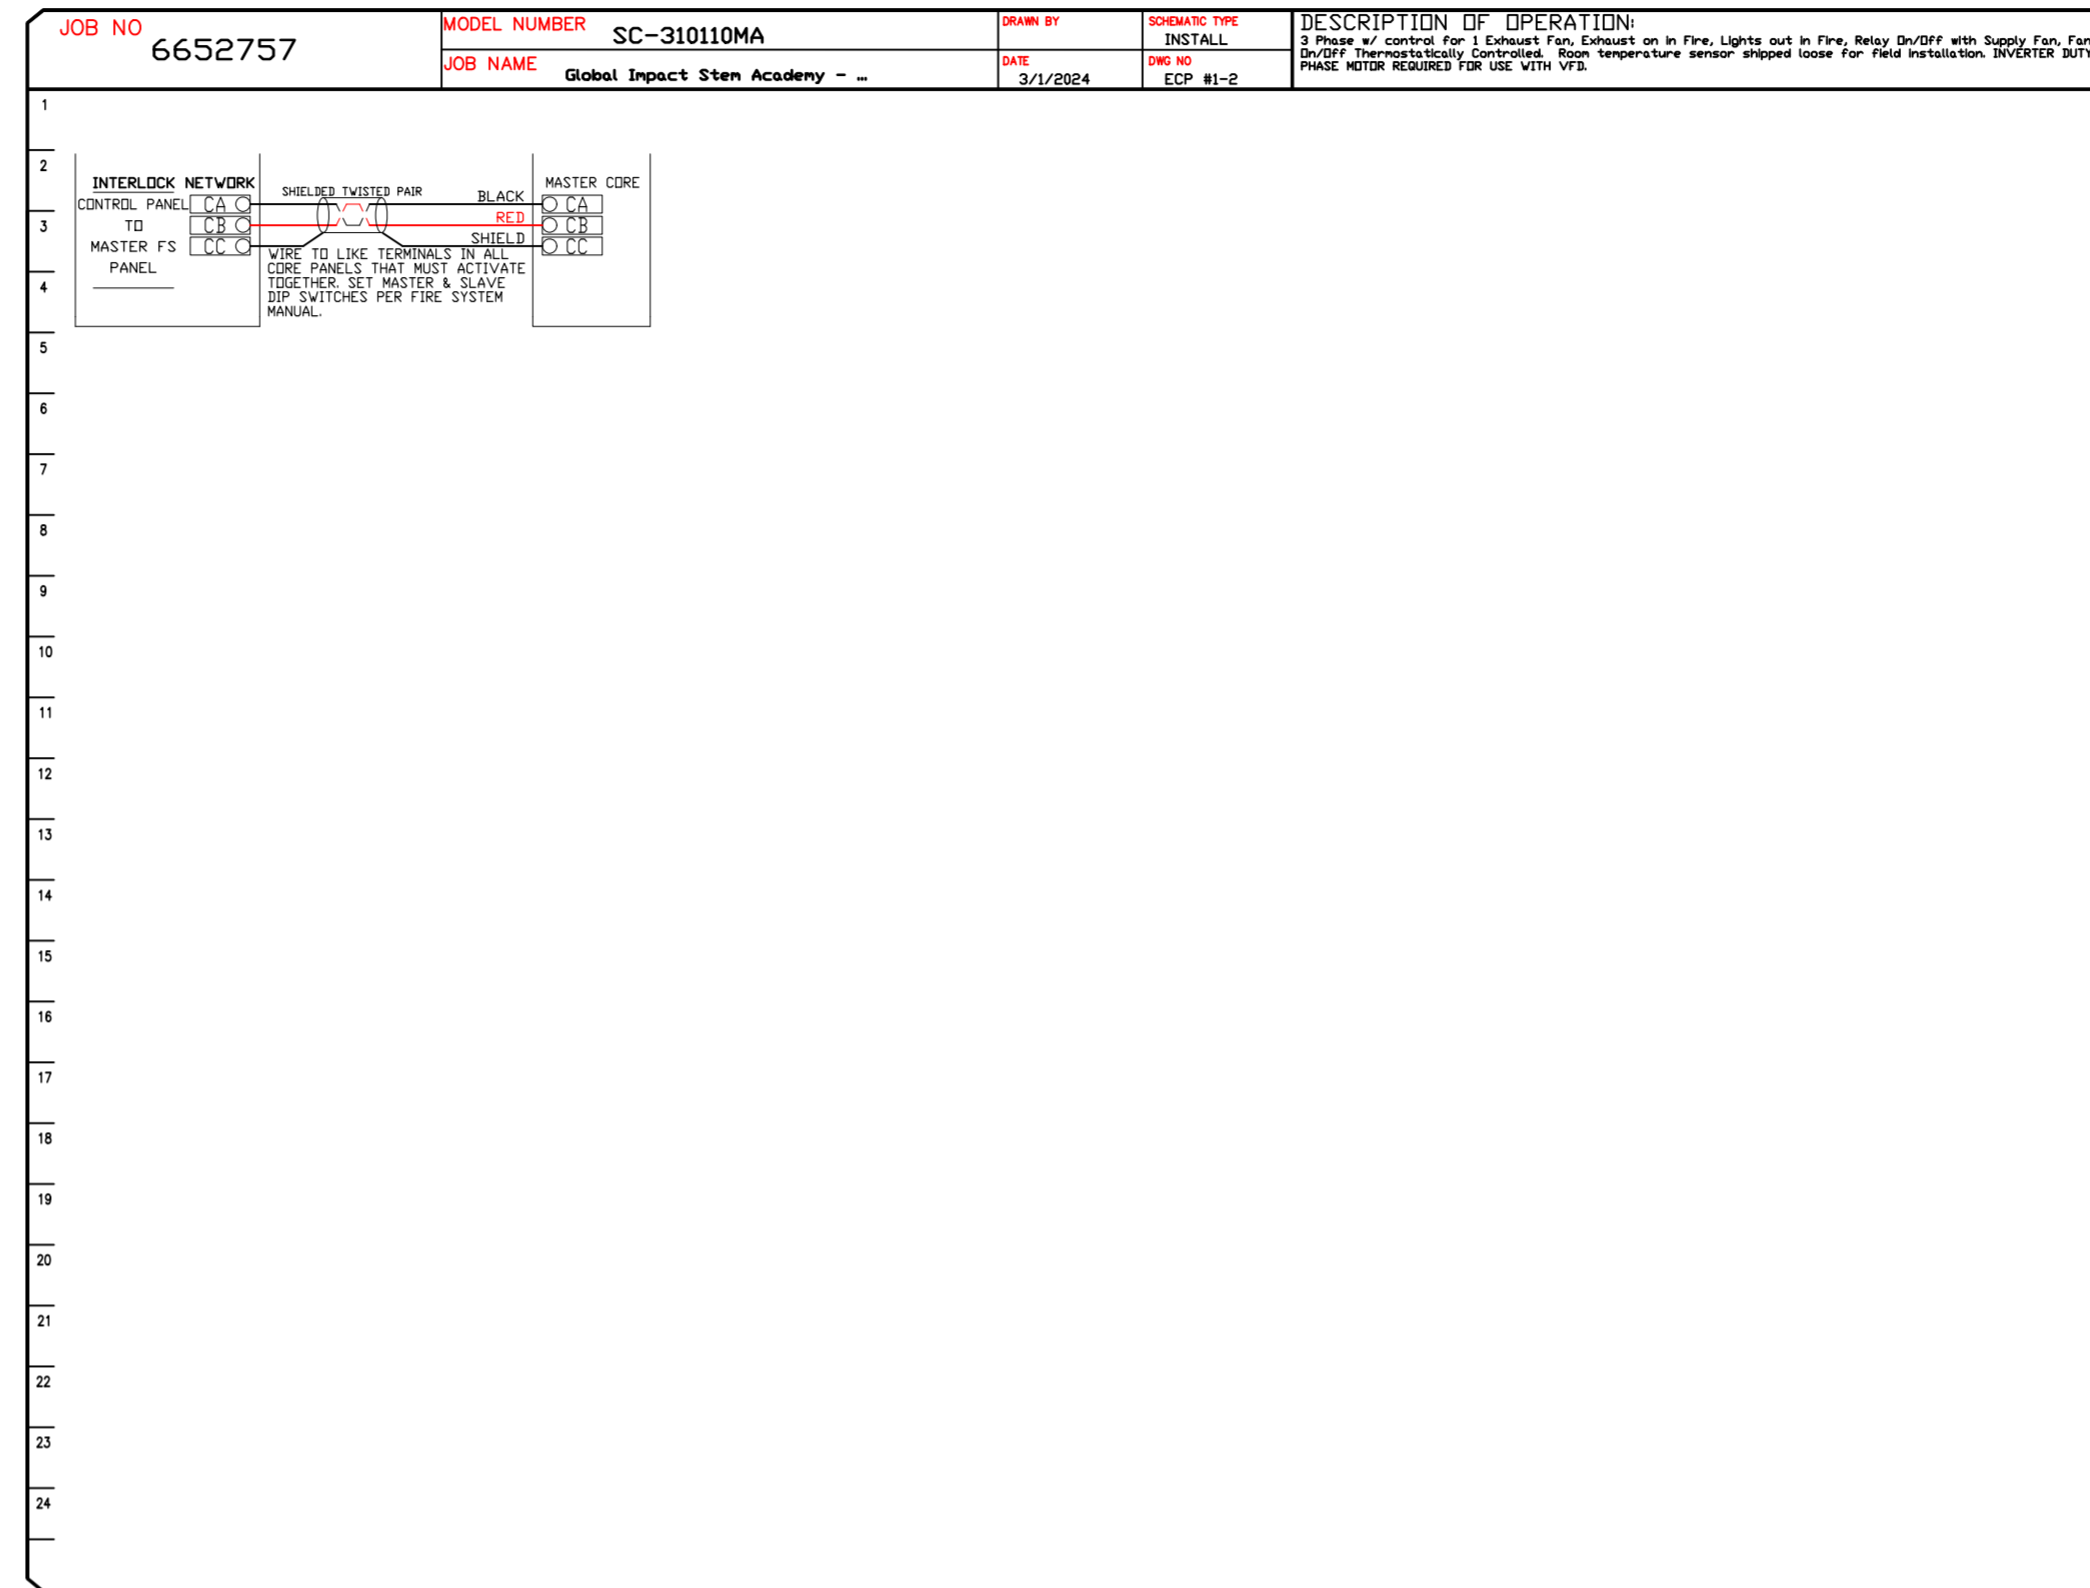 JOB NO
6652757
MODEL NUMBER
SC-310110MA
JOB NAME
Global Impact Stem Academy - ...
DRAWN BY
DATE
3/1/2024
SCHEMATIC TYPE
INSTALL
DWG NO
ECP #1-2
DESCRIPTION OF OPERATION:
3 Phase w/ control for 1 Exhaust Fan, Exhaust on in Fire, Lights out in Fire, Relay On/Off with Supply Fan, Fan
On/Off Thermostatically Controlled. Room temperature sensor shipped loose for field installation. INVERTER DUTY
PHASE MOTOR REQUIRED FOR USE WITH VFD.
1
2
INTERLOCK NETWORK
CONTROL PANEL
TO
MASTER FS
PANEL
CA
CB
CC
SHIELDED TWISTED PAIR
BLACK
RED
SHIELD
WIRE TO LIKE TERMINALS IN ALL
CORE PANELS THAT MUST ACTIVATE
TOGETHER. SET MASTER & SLAVE
DIP SWITCHES PER FIRE SYSTEM
MANUAL.
MASTER CORE
CA
CB
CC
3
4
5
6
7
8
9
10
11
12
13
14
15
16
17
18
19
20
21
22
23
24